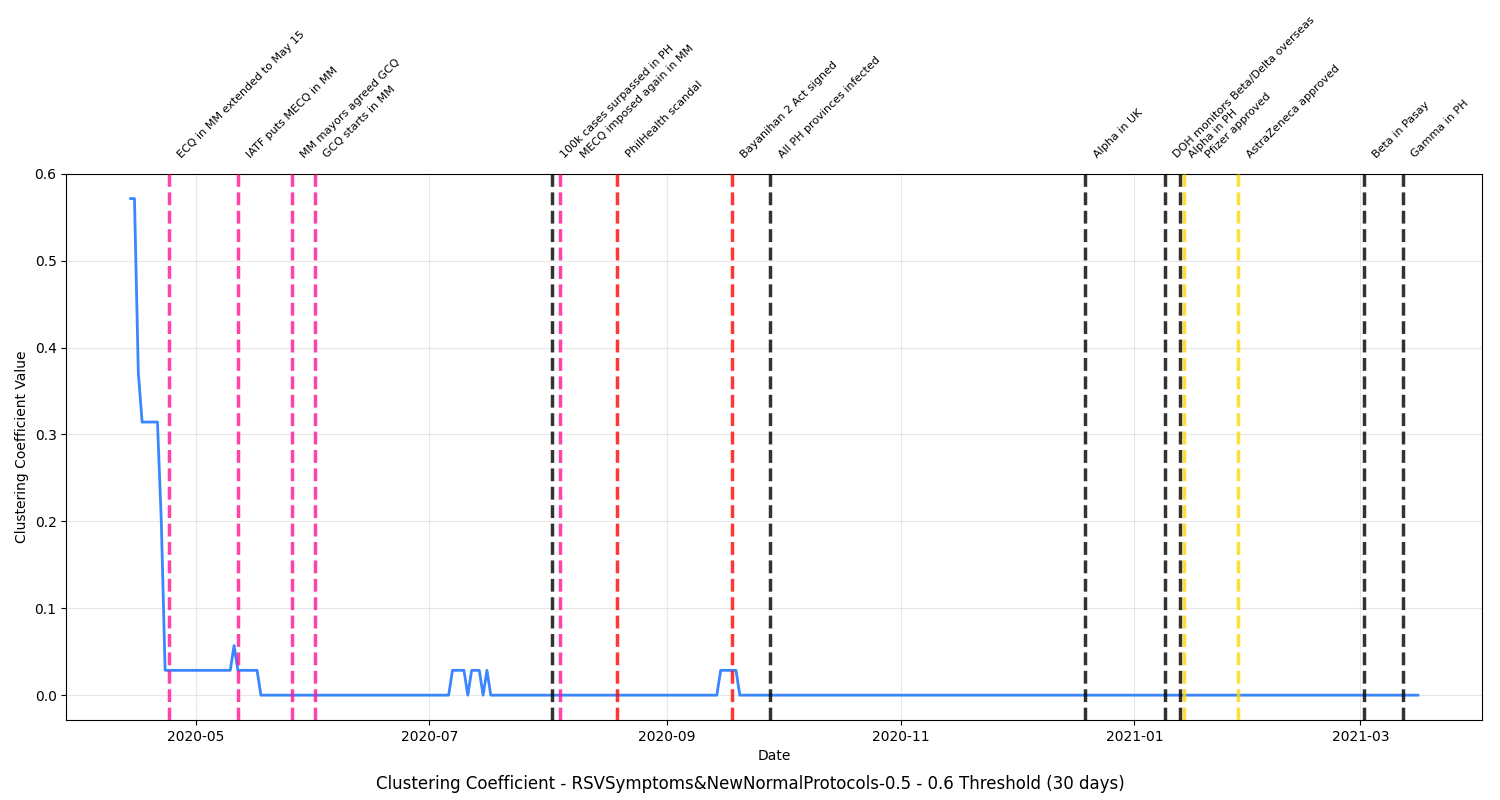 ECQ in MM extended to May 15
IATF puts MECQ in MM
MM mayors agreed GCQ
GCQ starts in MM
100k cases surpassed in PH
MECQ imposed again in MM
PhilHealth scandal
Bayanihan 2 Act signed
All PH provinces infected
Alpha in UK
DOH monitors Beta/Delta overseas
Alpha in PH
Pfizer approved
AstraZeneca approved
Beta in Pasay
Gamma in PH
Clustering Coefficient Value
0.6
0.5
0.4
0.3
0.2
0.1
0.0
2020-05
2020-07
2020-09
2020-11
2021-01
2021-03
Date
Clustering Coefficient - RSVSymptoms&NewNormalProtocols-0.5 - 0.6 Threshold (30 days)